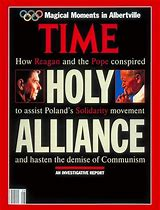 Magical Moments in Albertville
TIME
How Reagan and the Pope conspired
HOLY
to assist Poland's Solidarity movement
ALLIANCE
and hasten the demise of Communism
AN INVESTIGATIVE REPORT